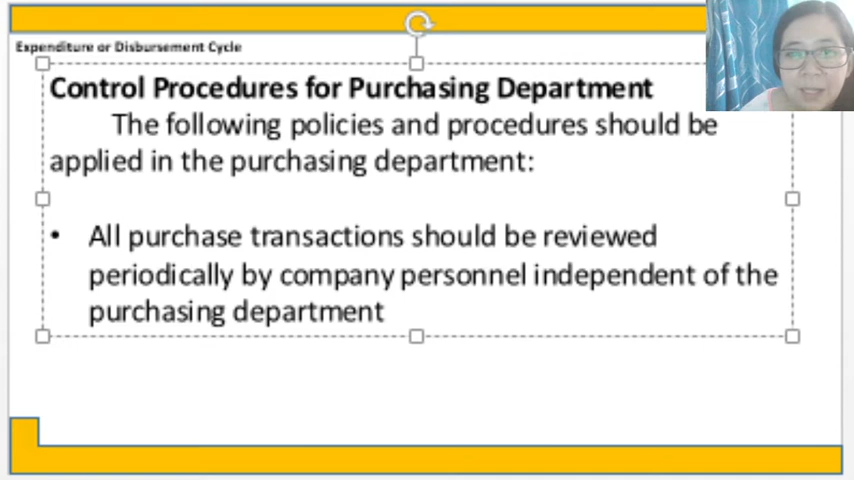 Expenditure or Disbursement Cycle
Control Procedures for Purchasing Department
The following policies and procedures should be
applied in the purchasing department:
• All purchase transactions should be reviewed
periodically by company personnel independent of the
purchasing department